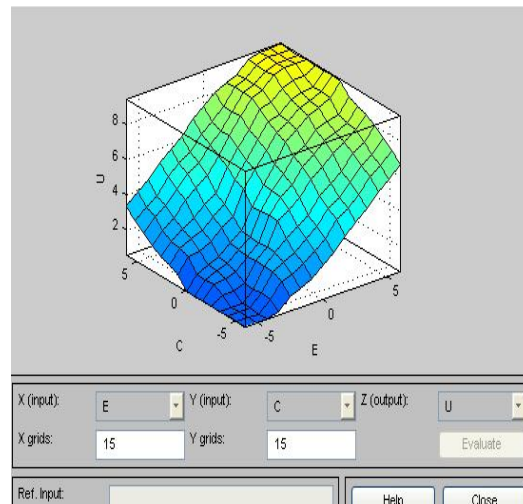 8
6
U
4
2
5
0
-5
C
-5
0
5
E
X (input): E Y (input): C Z (output): U
X grids: 15 Y grids: 15 Evaluate
Ref. Input: Help Close